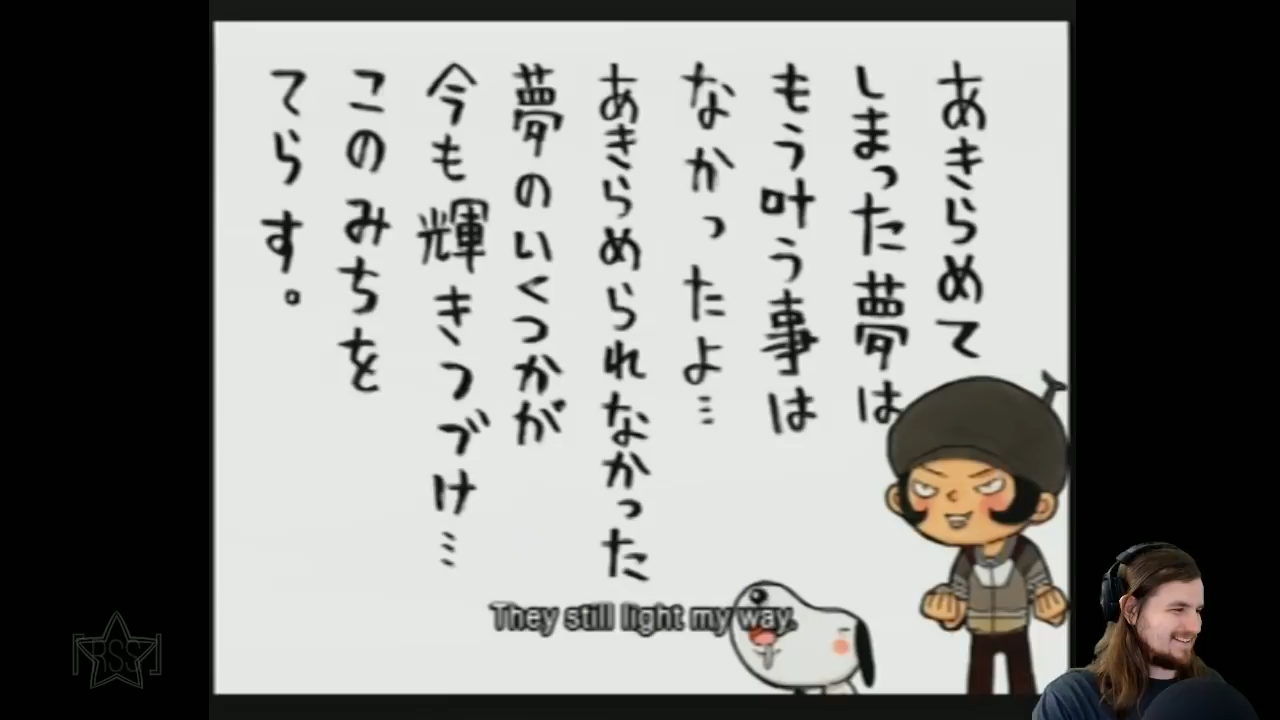 あきらめて
しまった夢は
もう叶う事は
なかったよ…
あきらめられなかった
夢のいくつかが
今も輝きつづけ…
このみちを
てらす。
They still light my way.
[RSS]